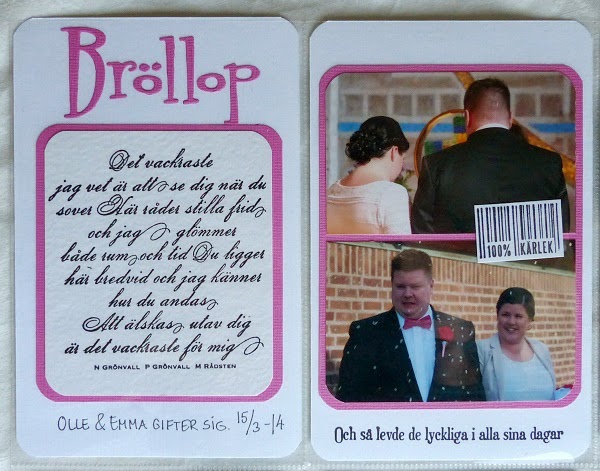 Bröllop
Det vackraste
jag vet är att se dig när du
sover Här råder stilla frid
och jag glömmer
både rum och tid Du ligger
här bredvid och jag känner
hur du andas
Att älskas utav dig
är det vackraste för mig
N GRÖNVALL P GRÖNVALL M RÅDSTEN
OLLE & EMMA GIFTER SIG. 15/3-14
100% KÄRLEK
Och så levde de lyckliga i alla sina dagar